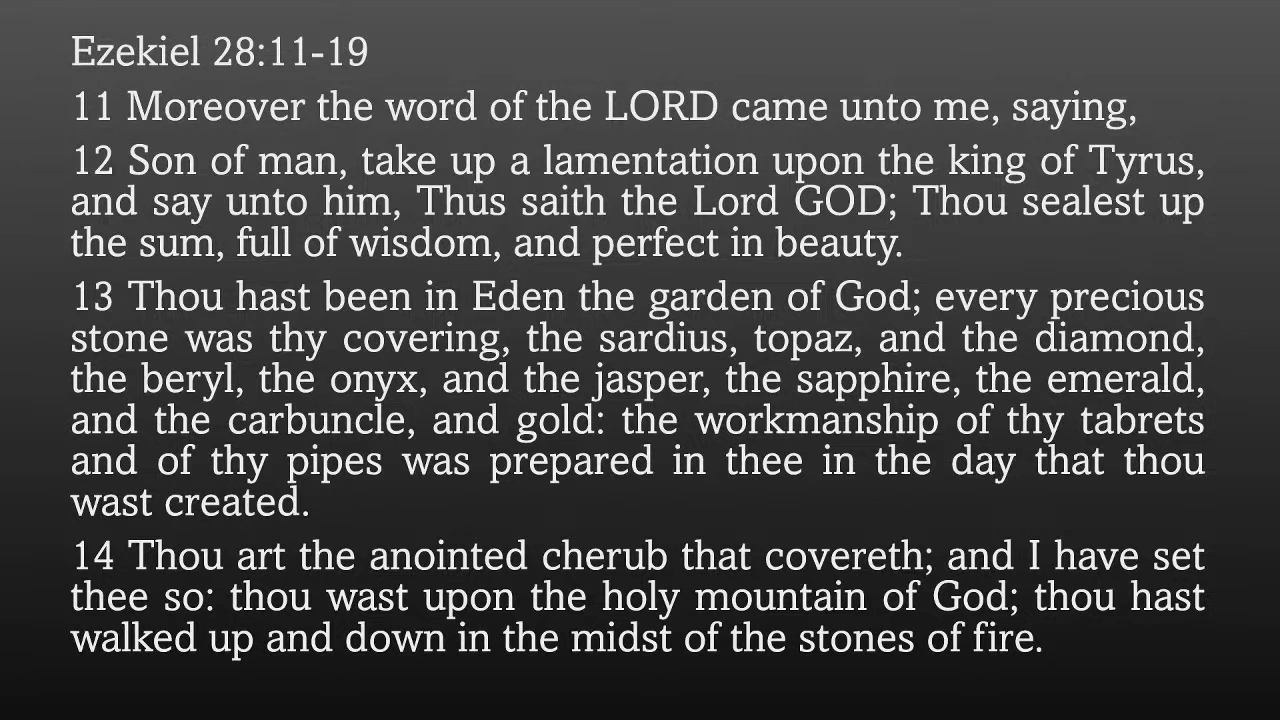 Ezekiel 28:11-19
11 Moreover the word of the LORD came unto me, saying,
12 Son of man, take up a lamentation upon the king of Tyrus,
and say unto him, Thus saith the Lord GOD; Thou sealest up
the sum, full of wisdom, and perfect in beauty.
13 Thou hast been in Eden the garden of God; every precious
stone was thy covering, the sardius, topaz, and the diamond,
the beryl, the onyx, and the jasper, the sapphire, the emerald,
and the carbuncle, and gold: the workmanship of thy tabrets
and of thy pipes was prepared in thee in the day that thou
wast created.
14 Thou art the anointed cherub that covereth; and I have set
thee so: thou wast upon the holy mountain of God; thou hast
walked up and down in the midst of the stones of fire.